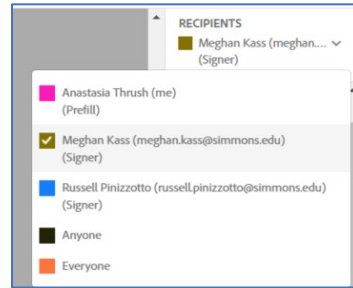 RECIPIENTS
Meghan Kass (meghan....
(Signer)
Anastasia Thrush (me)
(Prefill)
Meghan Kass (meghan.kass@simmons.edu)
(Signer)
Russell Pinizzotto (russell.pinizzotto@simmons.edu)
(Signer)
Anyone
Everyone